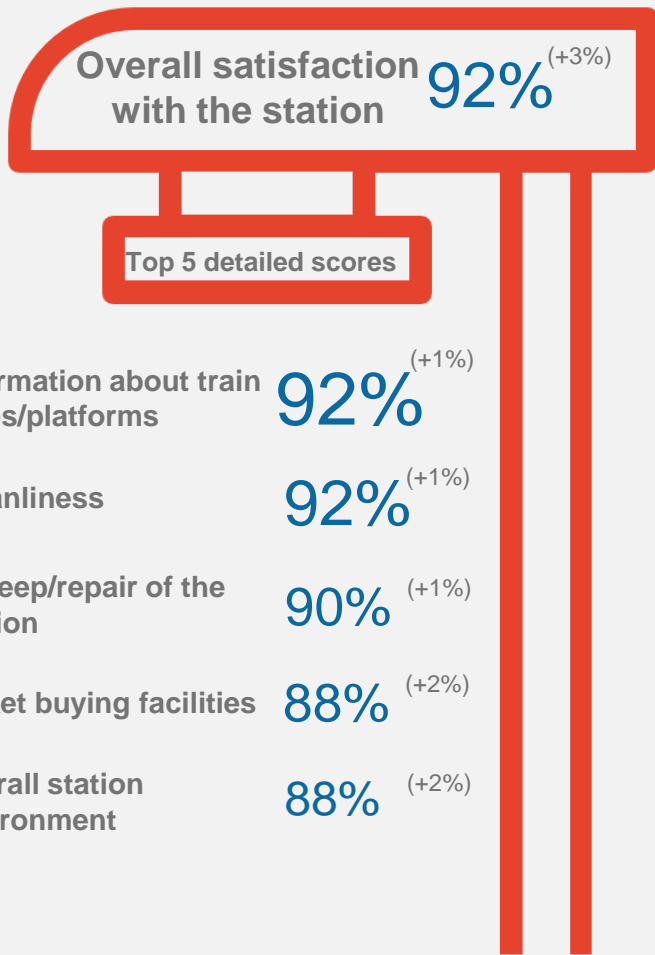 Overall satisfaction 92% (+3%)
with the station
Top 5 detailed scores
(+1%)
rmation about train 92%
s/platforms
anliness 92% (+1%)
eep/repair of the 90% (+1%)
ion
et buying facilities 88% (+2%)
rall station 88% (+2%)
ronment